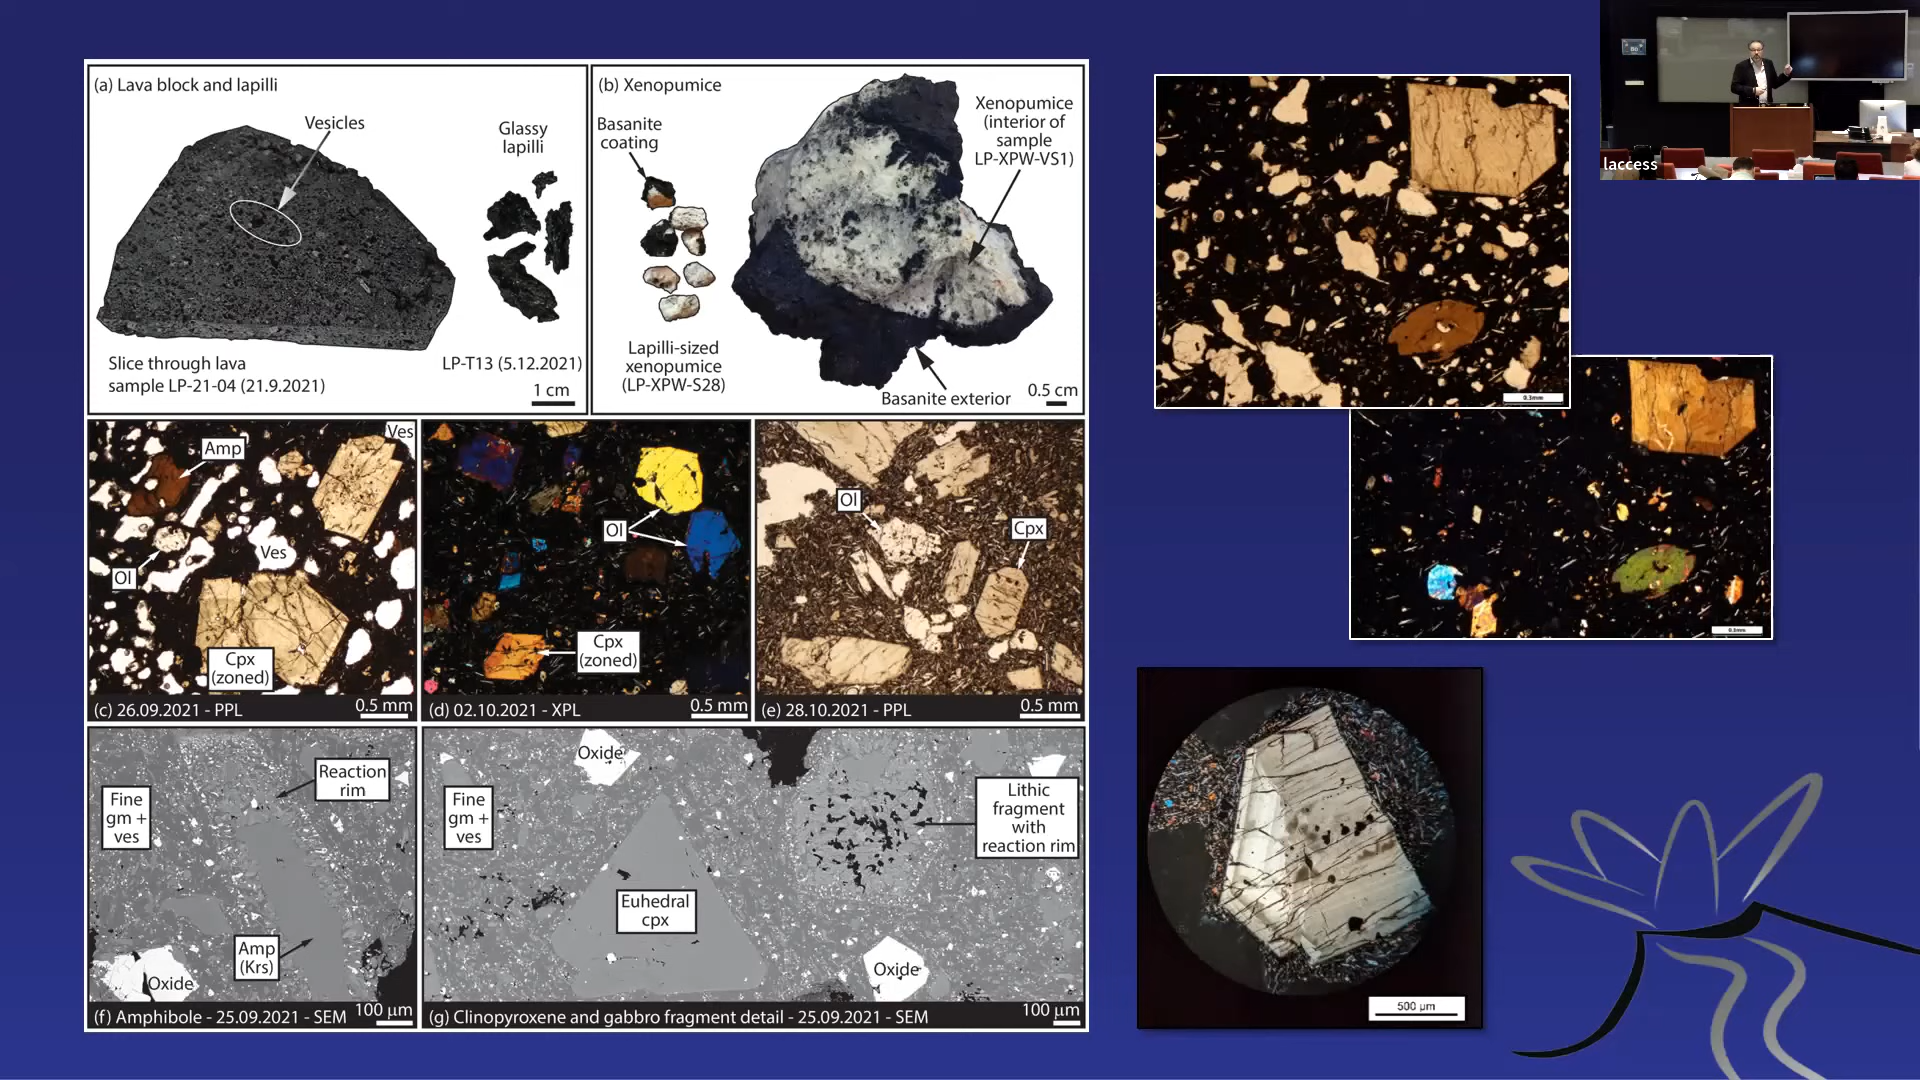 (a) Lava block and lapilli
Vesicles
Glassy
lapilli
Slice through lava
sample LP-21-04 (21.9.2021)
LP-T13 (5.12.2021)
1 cm
(b) Xenopumice
Basanite
coating
Xenopumice
(interior of
sample
LP-XPW-VS1)
Lapilli-sized
xenopumice
(LP-XPW-S28)
Basanite exterior
0.5 cm
Ves
Amp
Ol
Ves
Cpx
(zoned)
(c) 26.09.2021 - PPL
0.5 mm
Ol
Cpx
(zoned)
(d) 02.10.2021 - XPL
0.5 mm
Ol
Cpx
(e) 28.10.2021 - PPL
0.5 mm
Reaction
rim
Fine
gm +
ves
Amp
(Krs)
Oxide
(f) Amphibole - 25.09.2021 - SEM
100 µm
Oxide
Fine
gm +
ves
Lithic
fragment
with
reaction rim
Euhedral
cpx
Oxide
(g) Clinopyroxene and gabbro fragment detail - 25.09.2021 - SEM
100 µm
0.3mm
0.3mm
500 µm
laccess